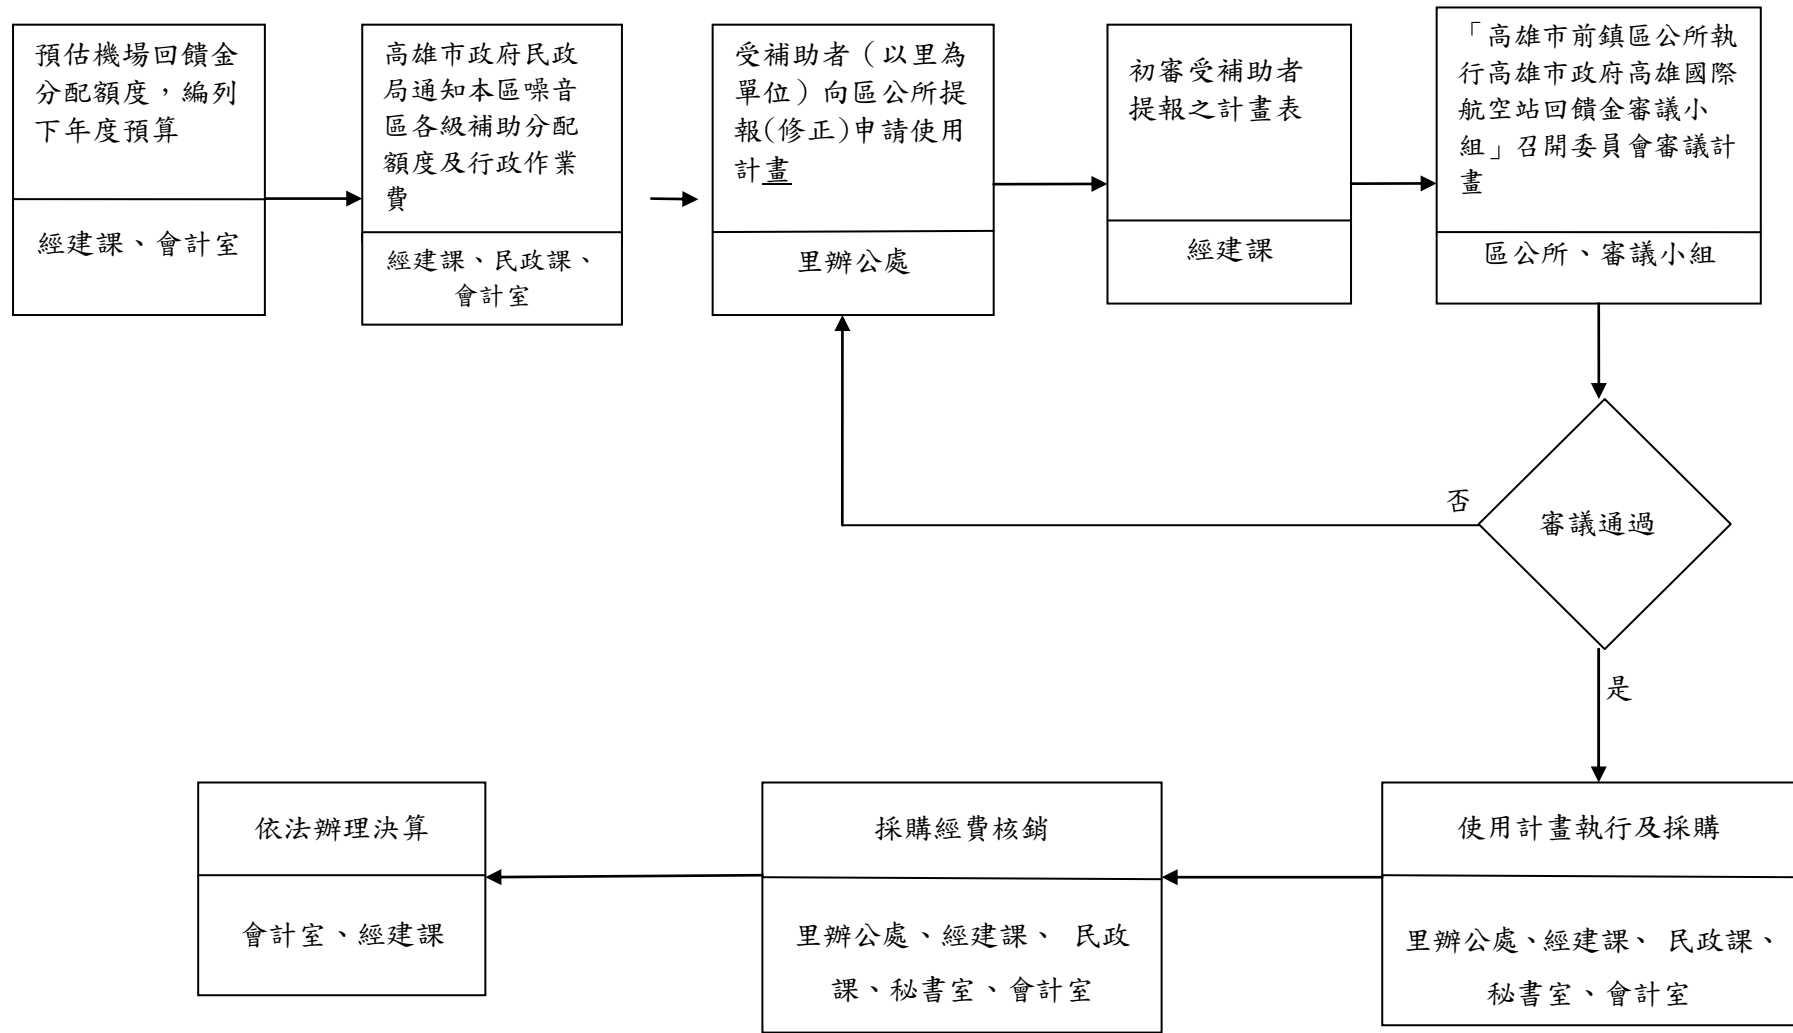 預估機場回饋金
分配額度，編列
下年度預算
經建課、會計室
高雄市政府民政
局通知本區噪音
區各級補助分配
額度及行政作業
費
經建課、民政課、
會計室
受補助者（以里為
單位）向區公所提
報(修正)申請使用
計畫
里辦公處
初審受補助者
提報之計畫表
經建課
「高雄市前鎮區公所執
行高雄市政府高雄國際
航空站回饋金審議小
組」召開委員會審議計
畫
區公所、審議小組
否
審議通過
是
使用計畫執行及採購
里辦公處、經建課、 民政課、
秘書室、會計室
採購經費核銷
里辦公處、經建課、 民政
課、秘書室、會計室
依法辦理決算
會計室、經建課